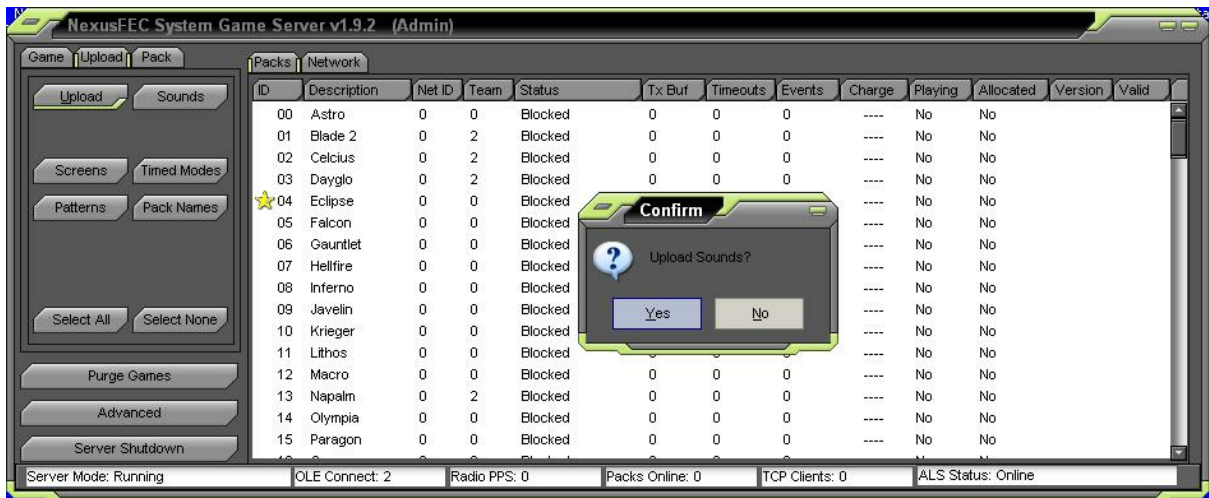 NexusFEC System Game Server v1.9.2 (Admin)
Game Upload Pack
Packs Network
Upload Sounds
Screens Timed Modes
Patterns Pack Names
Select All Select None
Purge Games
Advanced
Server Shutdown
ID Description Net ID Team Status Tx Buf Timeouts Events Charge Playing Allocated Version Valid
00 Astro 0 0 Blocked 0 0 0 ---- No No
01 Blade 2 0 2 Blocked 0 0 0 ---- No No
02 Celcius 0 2 Blocked 0 0 0 ---- No No
03 Dayglo 0 2 Blocked 0 0 0 ---- No No
04 Eclipse 0 0 Blocked ---- No No
05 Falcon 0 0 Blocked ---- No No
06 Gauntlet 0 0 Blocked ---- No No
07 Hellfire 0 0 Blocked ---- No No
08 Inferno 0 0 Blocked ---- No No
09 Javelin 0 0 Blocked ---- No No
10 Krieger 0 0 Blocked ---- No No
11 Lithos 0 0 Blocked ---- No No
12 Macro 0 0 Blocked 0 0 0 ---- No No
13 Napalm 0 2 Blocked 0 0 0 ---- No No
14 Olympia 0 0 Blocked 0 0 0 ---- No No
15 Paragon 0 0 Blocked 0 0 0 ---- No No
Confirm
Upload Sounds?
Yes No
Server Mode: Running OLE Connect: 2 Radio PPS: 0 Packs Online: 0 TCP Clients: 0 ALS Status: Online